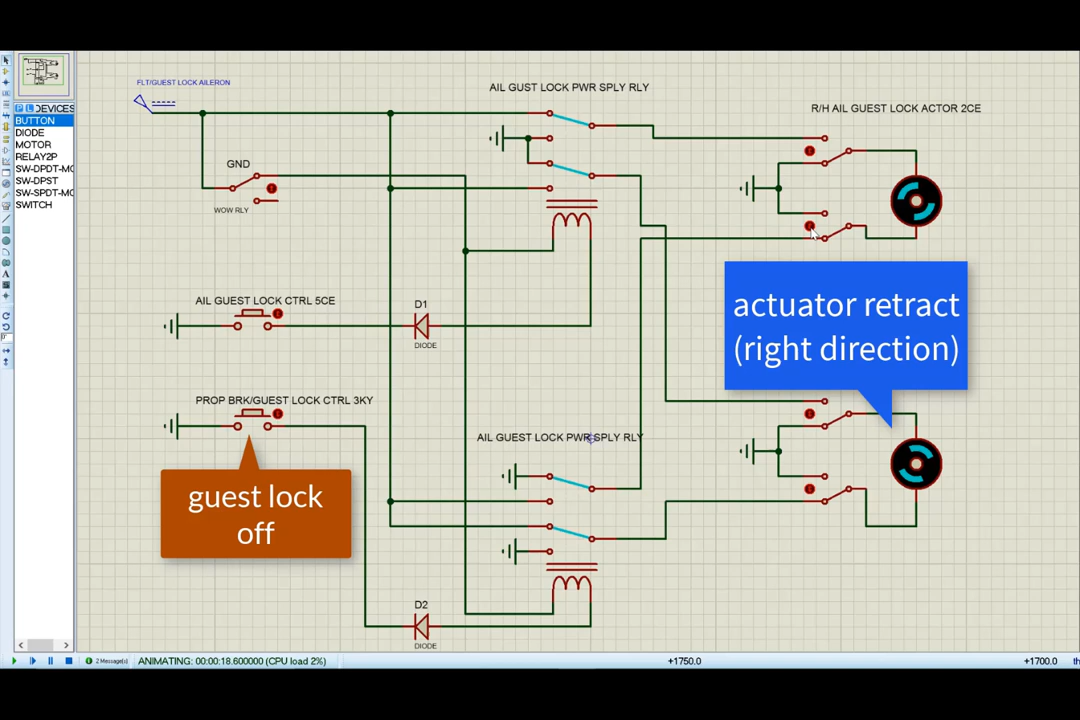 FLT/GUEST LOCK AILERON
AIL GUST LOCK PWR SPLY RLY
R/H AIL GUEST LOCK ACTOR 2CE
P L DEVICES
BUTTON
DIODE
MOTOR
RELAY2P
SW-DPDT-MO
SW-DPST
SW-SPDT-MO
SWITCH
GND
WOW RLY
AIL GUEST LOCK CTRL 5CE
D1
DIODE
actuator retract
(right direction)
PROP BRK/GUEST LOCK CTRL 3KY
AIL GUEST LOCK PWR SPLY RLY
guest lock
off
D2
DIODE
2 Message(s)
ANIMATING: 00:00:18.600000 (CPU load 2%)
+1750.0
+1700.0
th